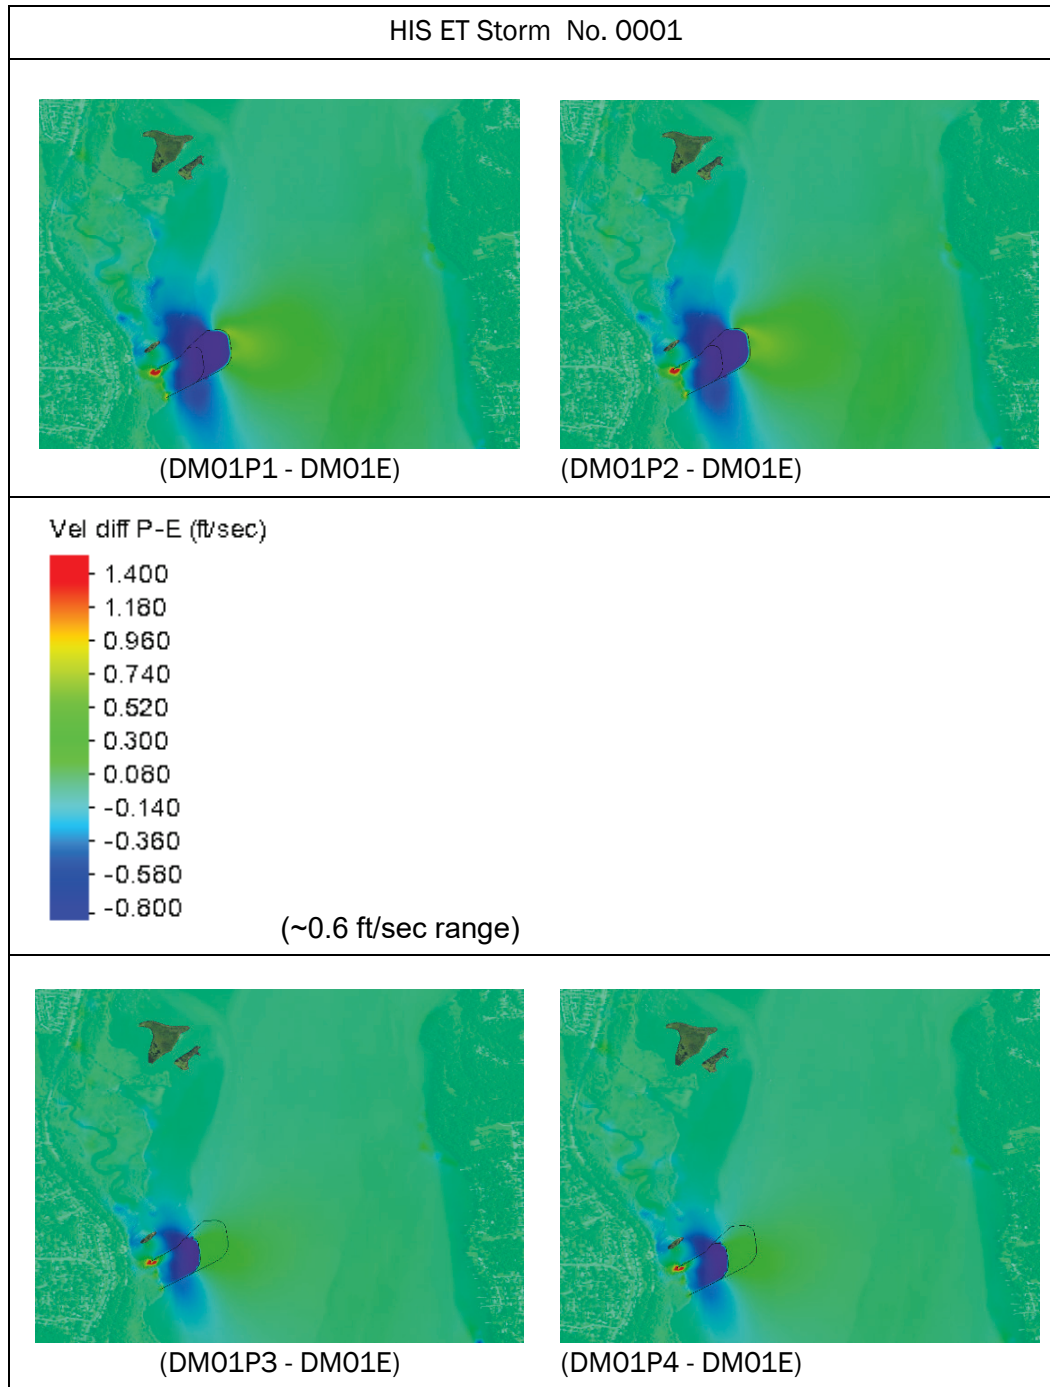 HIS ET Storm  No. 0001
(DM01P1 - DM01E)
(DM01P2 - DM01E)
Vel diff P-E (ft/sec)
1.400
1.180
0.960
0.740
0.520
0.300
0.080
-0.140
-0.360
-0.580
-0.800
(~0.6 ft/sec range)
(DM01P3 - DM01E)
(DM01P4 - DM01E)